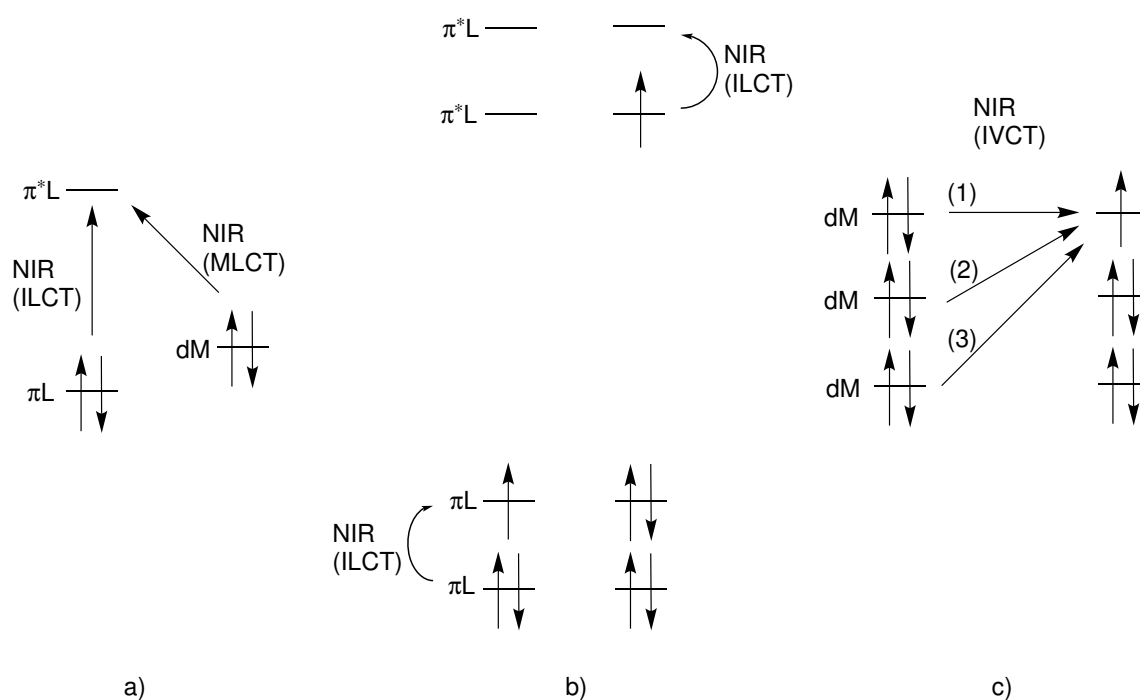 π*L
NIR
(ILCT)
π*L
NIR
(IVCT)
π*L
NIR
(MLCT)
NIR
(ILCT)
dM
πL
dM
(1)
dM
(2)
dM
(3)
πL
NIR
(ILCT)
πL
a)
b)
c)